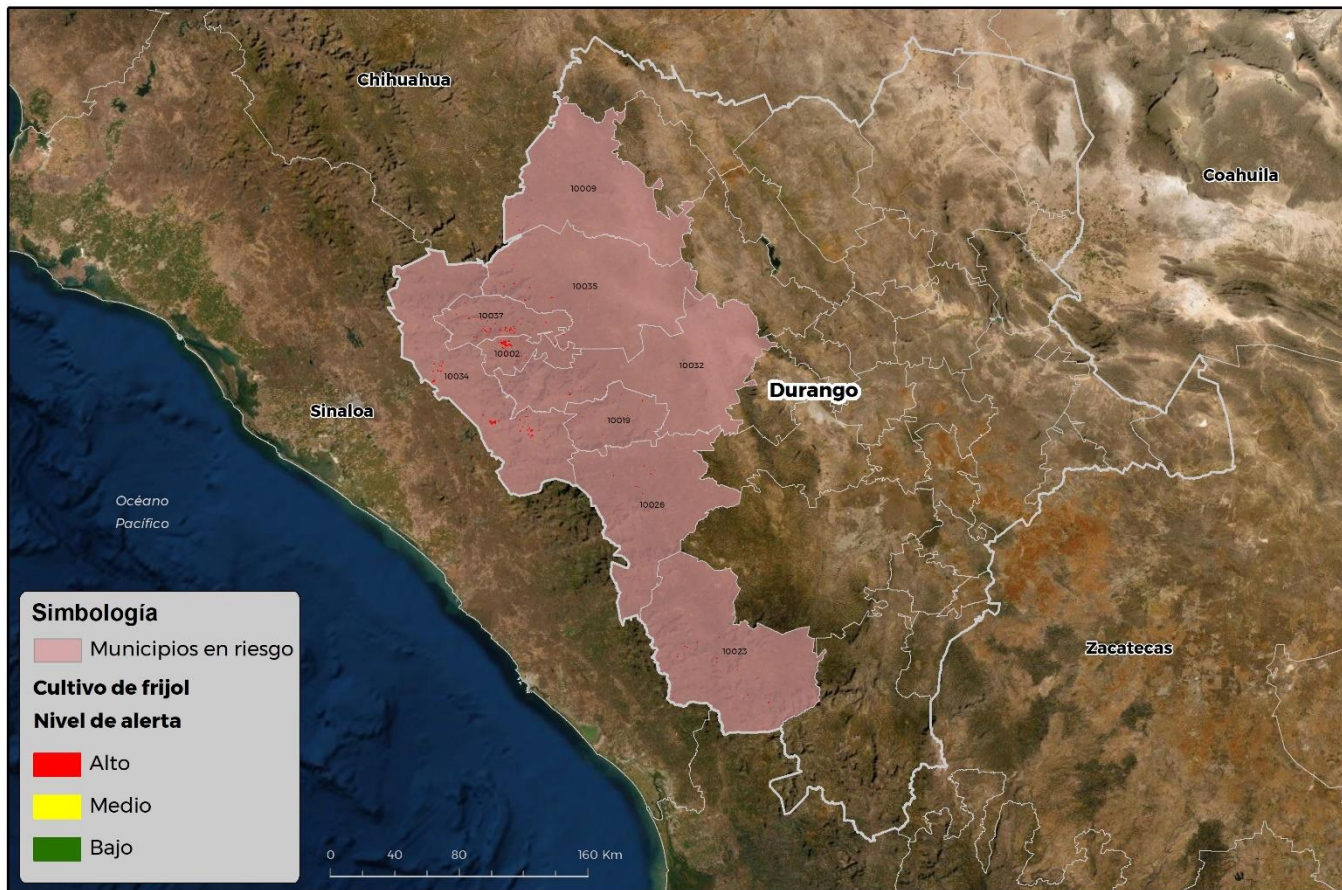 Chihuahua
Coahuila
10009
10035
10037
10002
10034
10032
Durango
Sinaloa
10019
Océano
Pacífico
10026
10023
Zacatecas
Simbología
Municipios en riesgo
Cultivo de frijol
Nivel de alerta
Alto
Medio
Bajo
0 40 80 160 Km